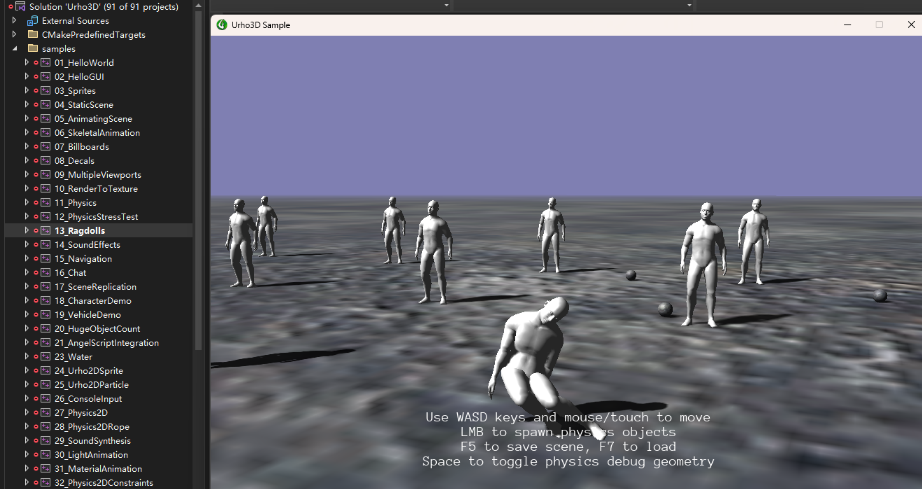 Solution 'Urho3D' (91 of 91 projects)
External Sources
CMakePredefinedTargets
samples
01_HelloWorld
02_HelloGUI
03_Sprites
04_StaticScene
05_AnimatingScene
06_SkeletalAnimation
07_Billboards
08_Decals
09_MultipleViewports
10_RenderToTexture
11_Physics
12_PhysicsStressTest
13_Ragdolls
14_SoundEffects
15_Navigation
16_Chat
17_SceneReplication
18_CharacterDemo
19_VehicleDemo
20_HugeObjectCount
21_AngelScriptIntegration
23_Water
24_Urho2DSprite
25_Urho2DParticle
26_ConsoleInput
27_Physics2D
28_Physics2DRope
29_SoundSynthesis
30_LightAnimation
31_MaterialAnimation
32_Physics2DConstraints
Urho3D Sample
Use WASD keys and mouse/touch to move
LMB to spawn physics objects
F5 to save scene, F7 to load
Space to toggle physics debug geometry